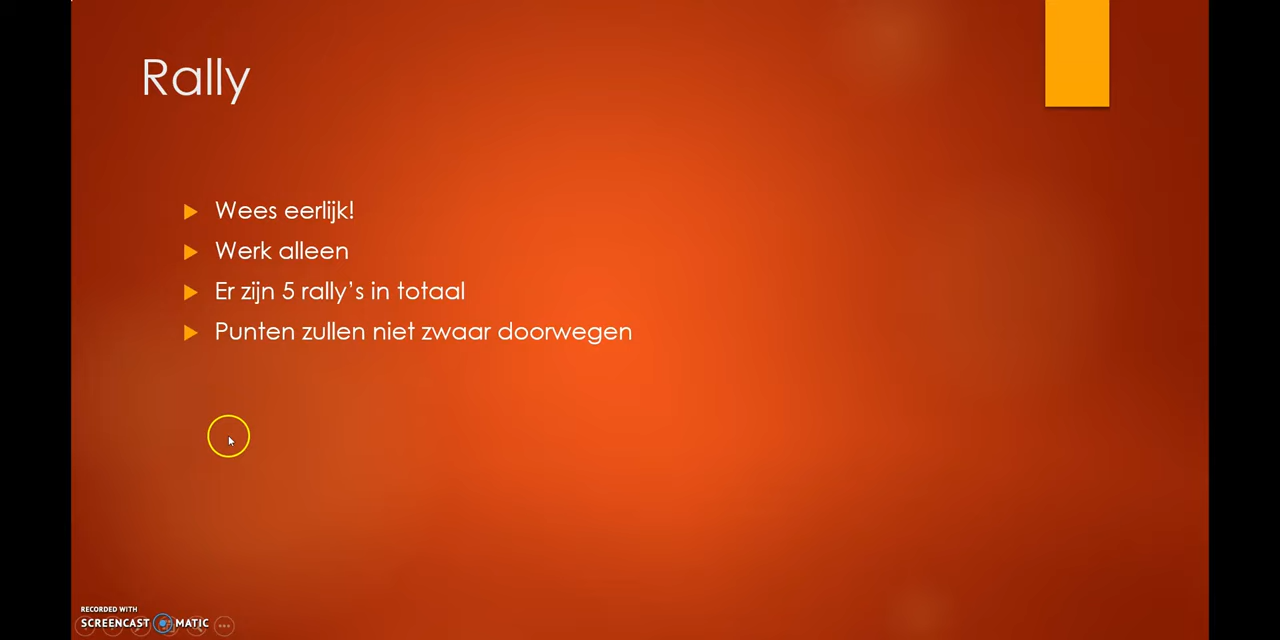 Rally
Wees eerlijk!
Werk alleen
Er zijn 5 rally's in totaal
Punten zullen niet zwaar doorwegen
RECORDED WITH
SCREENCAST MATIC